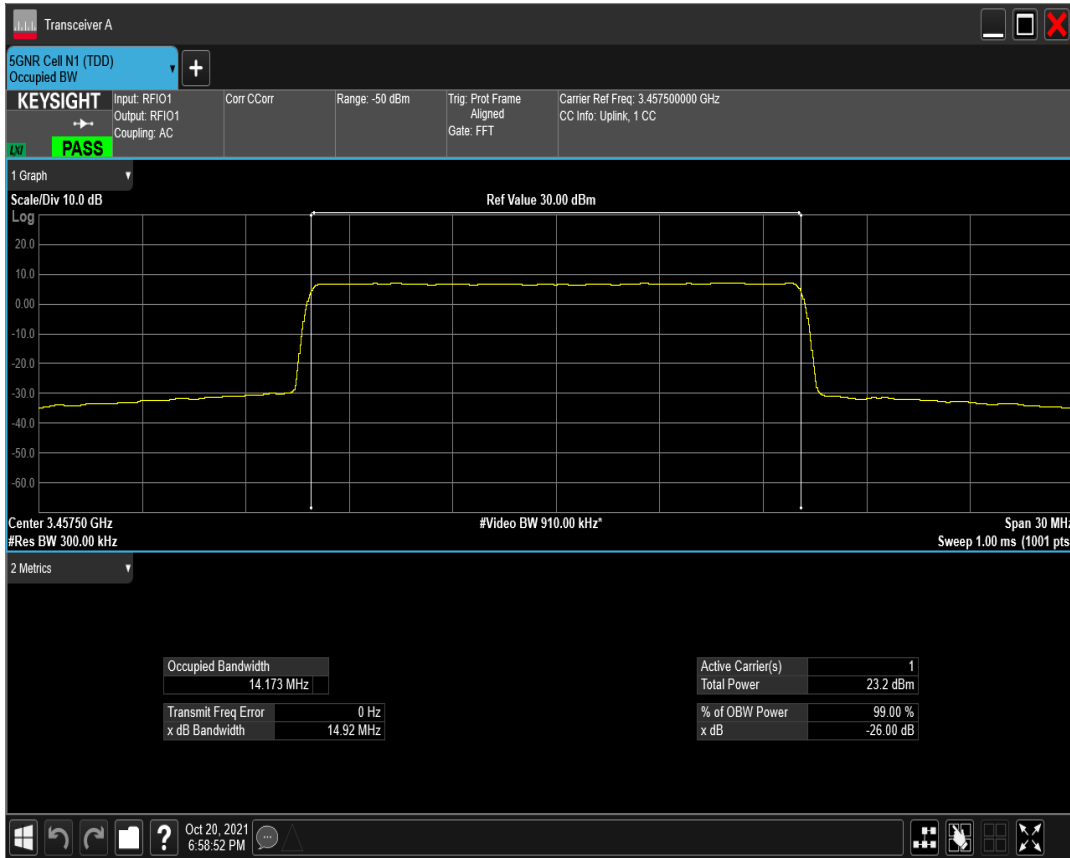 Transceiver A
5GNR Cell N1 (TDD)
Occupied BW
+
KEYSIGHT
LXI
PASS
Input: RFIO1
Output: RFIO1
Coupling: AC
Corr CCorr
Range: -50 dBm
Trig: Prot Frame
Aligned
Gate: FFT
Carrier Ref Freq: 3.457500000 GHz
CC Info: Uplink, 1 CC
1 Graph
Scale/Div 10.0 dB
Ref Value 30.00 dBm
Log
20.0
10.0
0.00
-10.0
-20.0
-30.0
-40.0
-50.0
-60.0
Center 3.45750 GHz
#Video BW 910.00 kHz*
Span 30 MHz
#Res BW 300.00 kHz
Sweep 1.00 ms (1001 pts
2 Metrics
Occupied Bandwidth
14.173 MHz
Transmit Freq Error 0 Hz
x dB Bandwidth 14.92 MHz
Active Carrier(s) 1
Total Power 23.2 dBm
% of OBW Power 99.00 %
x dB -26.00 dB
?
Oct 20, 2021
6:58:52 PM